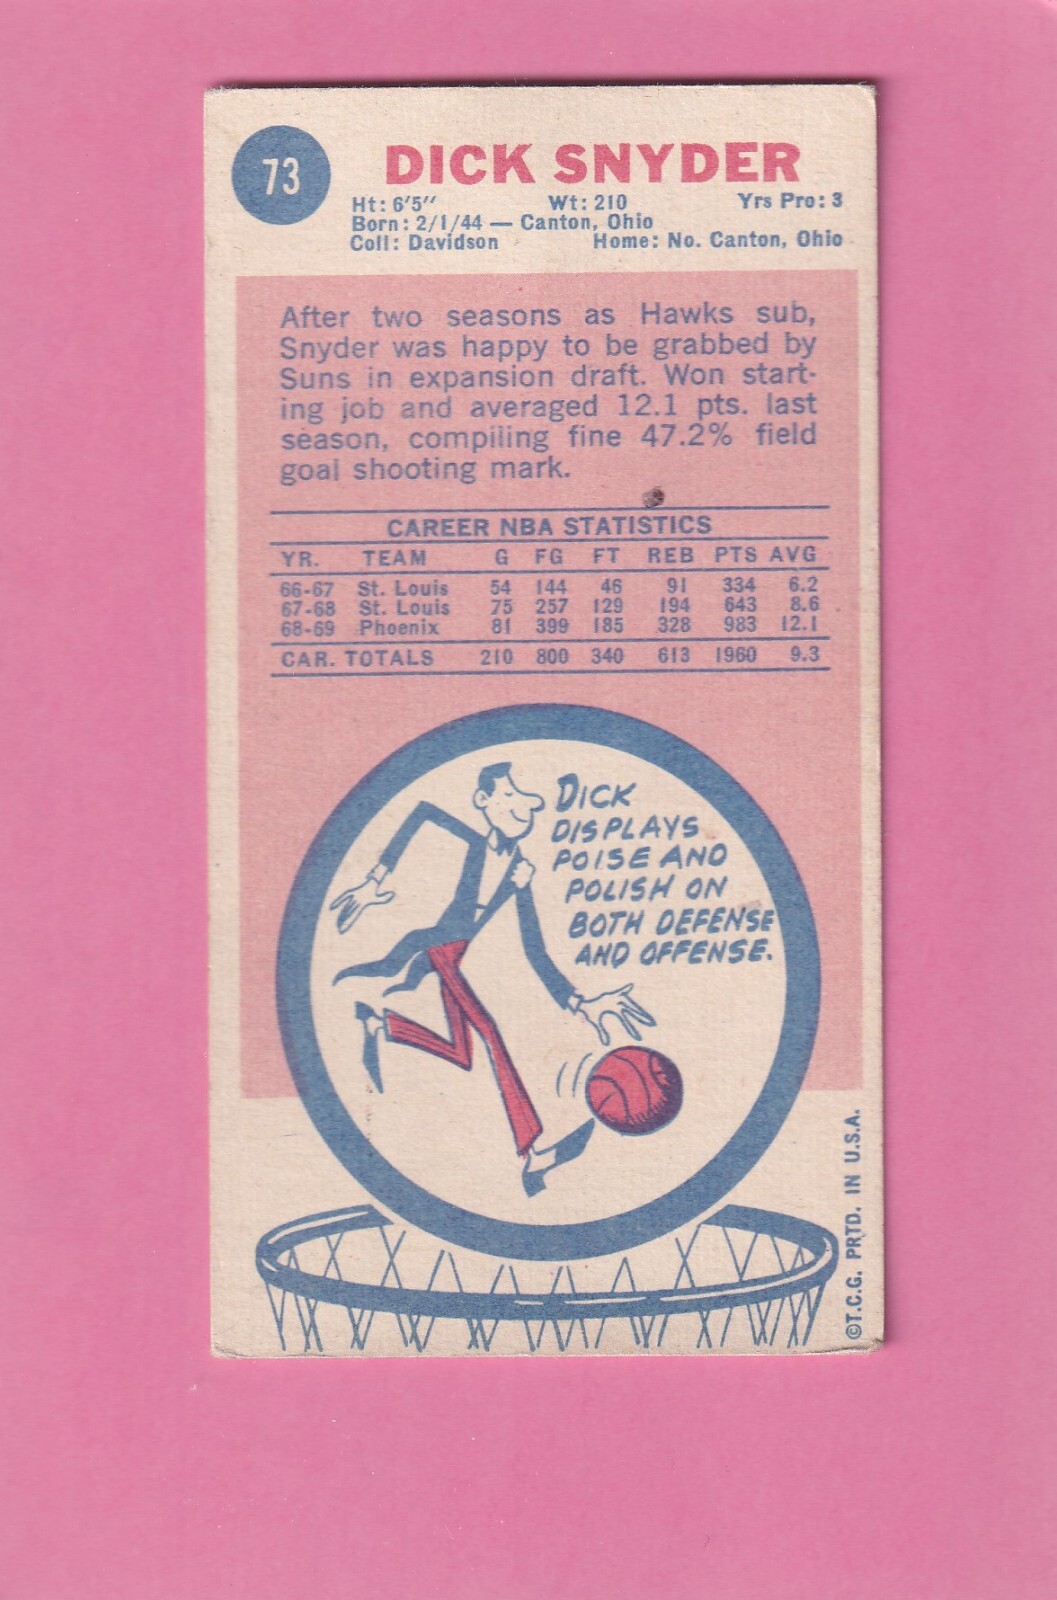 73
DICK SNYDER
Ht: 6'5" Wt: 210 Yrs Pro: 3
Born: 2/1/44 — Canton, Ohio
Coll: Davidson Home: No. Canton, Ohio
After two seasons as Hawks sub,
Snyder was happy to be grabbed by
Suns in expansion draft. Won start-
ing job and averaged 12.1 pts. last
season, compiling fine 47.2% field
goal shooting mark.
CAREER NBA STATISTICS
YR. TEAM G FG FT REB PTS AVG
66-67 St. Louis 54 144 46 91 334 6.2
67-68 St. Louis 75 257 129 194 643 8.6
68-69 Phoenix 81 399 185 328 983 12.1
CAR. TOTALS 210 800 340 613 1960 9.3
DICK
DISPLAYS
POISE AND
POLISH ON
BOTH DEFENSE
AND OFFENSE.
©T.C.G. PRTD. IN U.S.A.